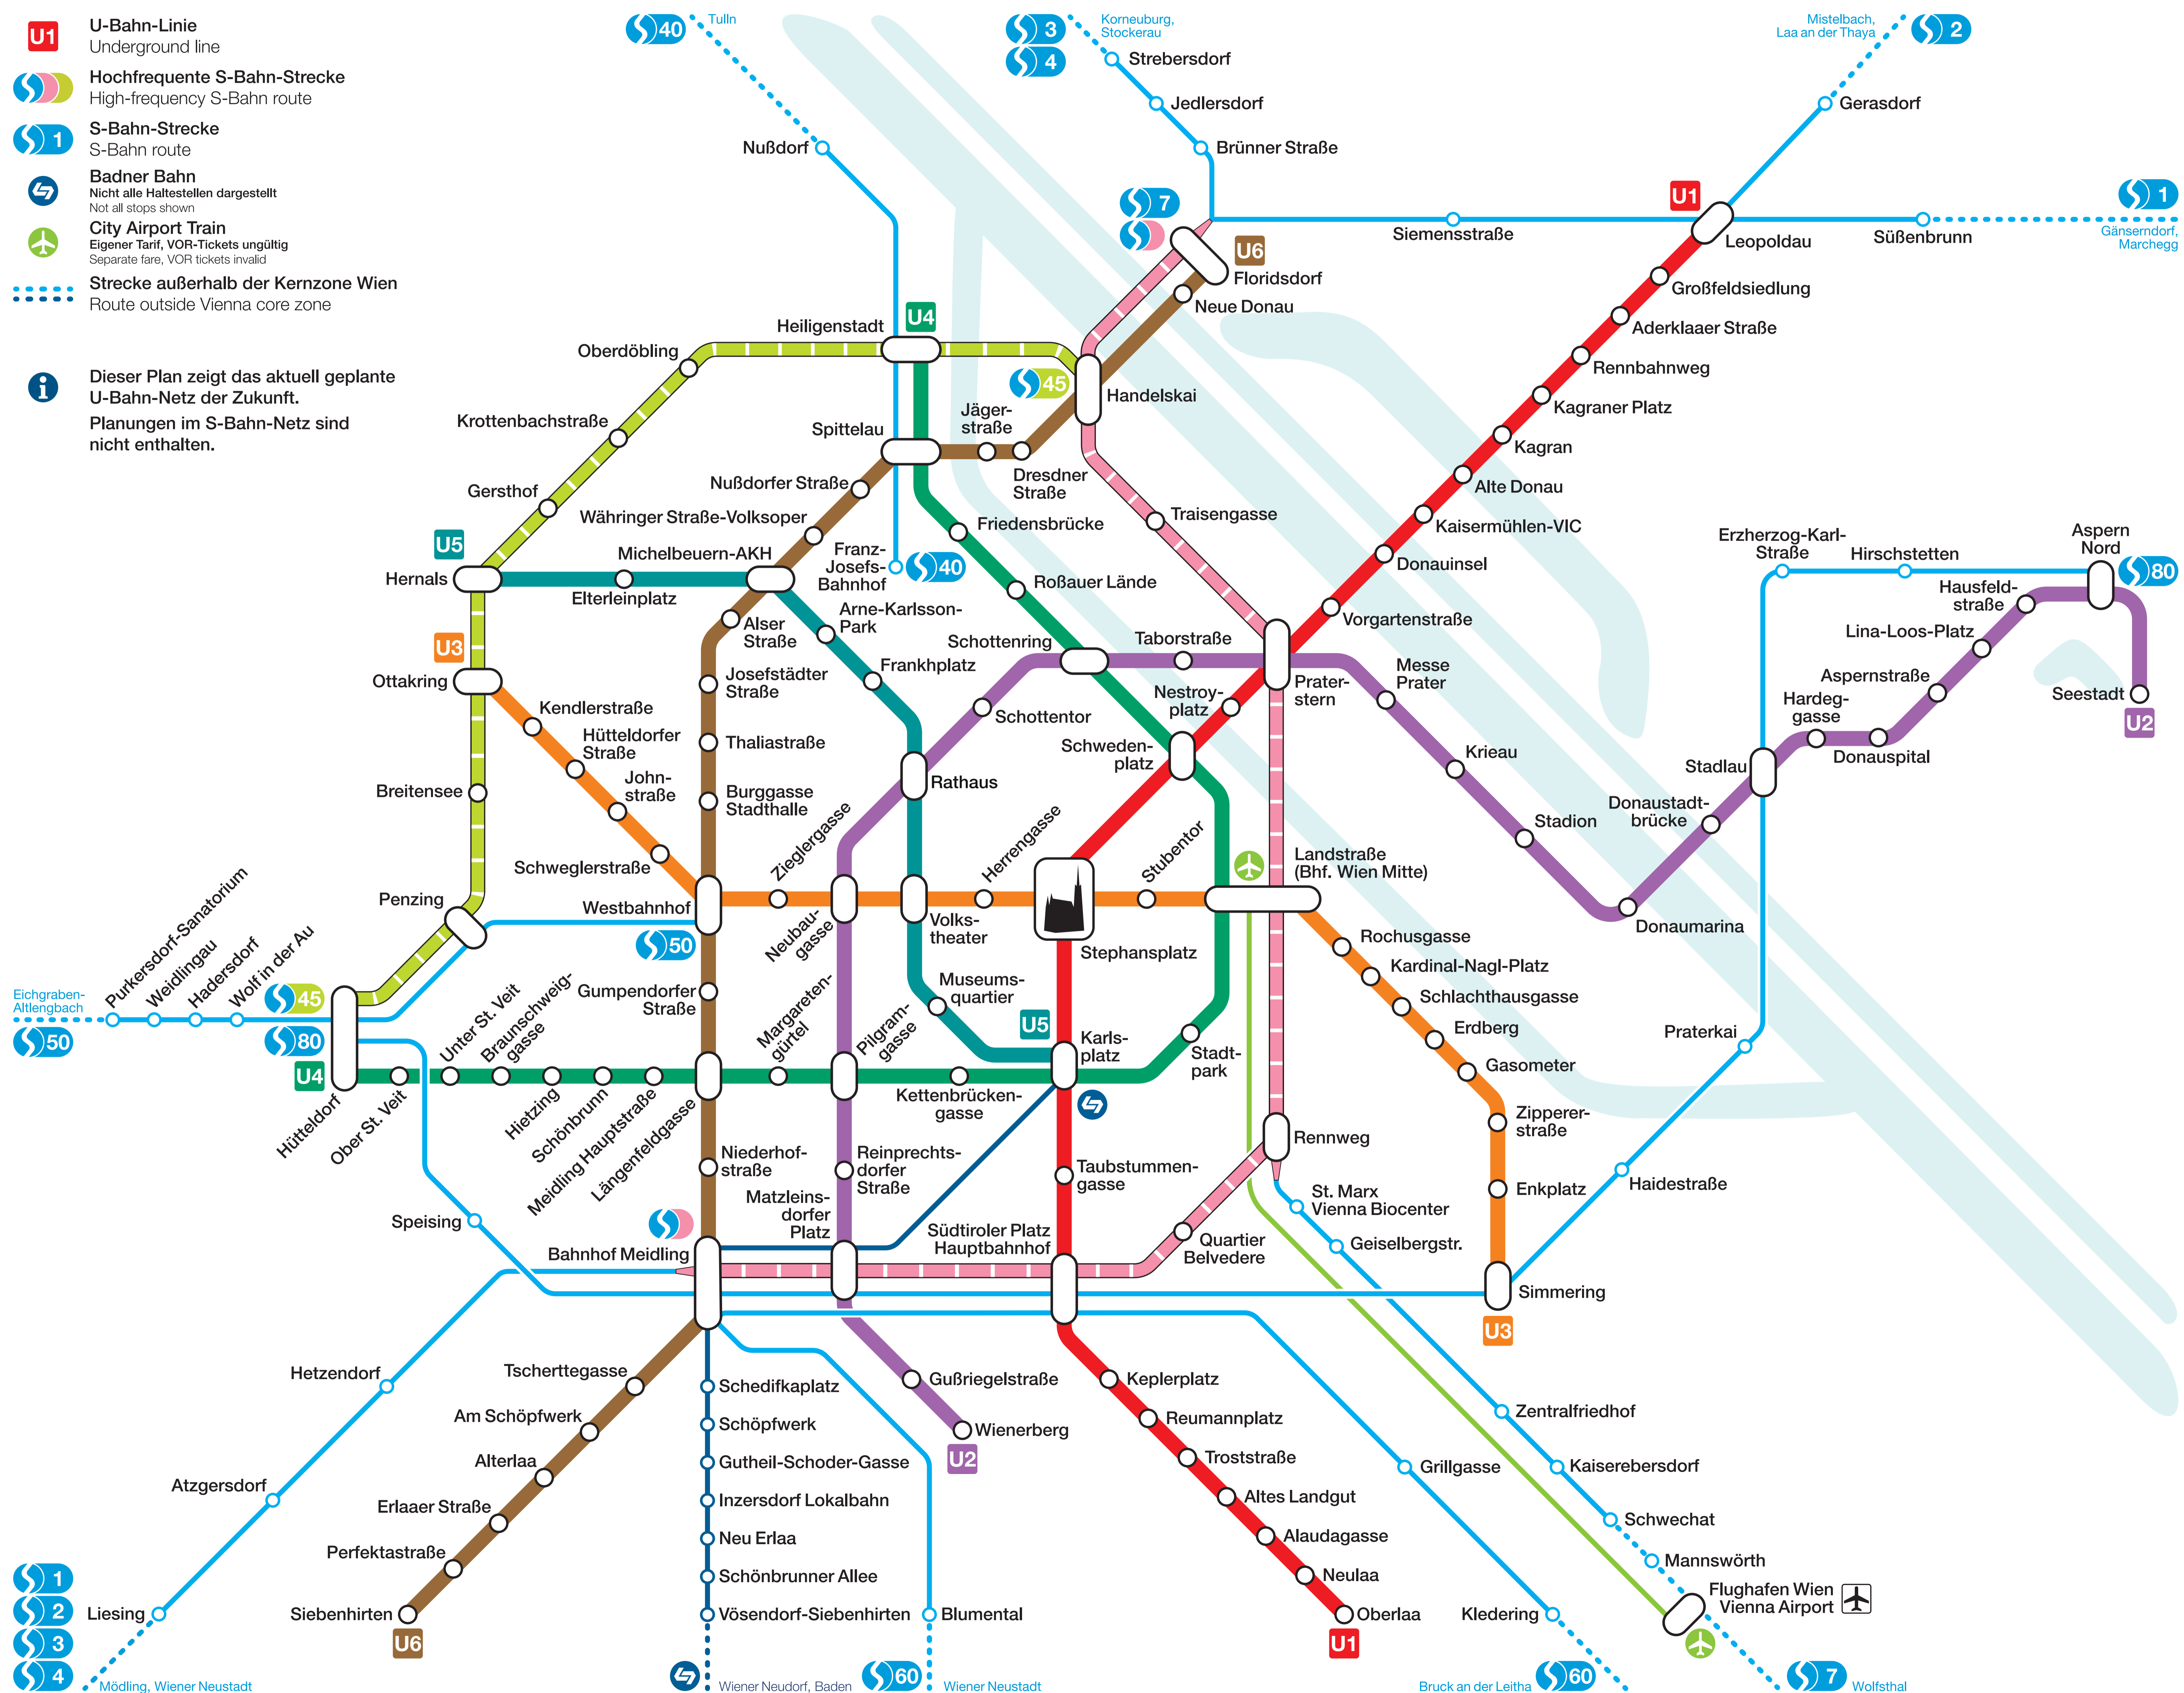 U1
U-Bahn-Linie
Underground line
Hochfrequente S-Bahn-Strecke
High-frequency S-Bahn route
1
S-Bahn-Strecke
S-Bahn route
Badner Bahn
Nicht alle Haltestellen dargestellt
Not all stops shown
City Airport Train
Eigener Tarif, VOR-Tickets ungültig
Separate fare, VOR tickets invalid
Strecke außerhalb der Kernzone Wien
Route outside Vienna core zone
i
Dieser Plan zeigt das aktuell geplante
U-Bahn-Netz der Zukunft.
Planungen im S-Bahn-Netz sind
nicht enthalten.
40
Tulln
3
4
Korneuburg,
Stockerau
Strebersdorf
Jedlersdorf
Brünner Straße
Mistelbach,
Laa an der Thaya
2
Gerasdorf
Nußdorf
7
U6
Floridsdorf
Neue Donau
Siemensstraße
U1
Leopoldau
Süßenbrunn
1
Gänserndorf,
Marchegg
Großfeldsiedlung
Aderklaaer Straße
Rennbahnweg
Kagraner Platz
Kagran
Alte Donau
Kaisermühlen-VIC
Donauinsel
Vorgartenstraße
Heiligenstadt
U4
Oberdöbling
45
Handelskai
Krottenbachstraße
Spittelau
Jäger-
straße
Dresdner
Straße
Gersthof
Nußdorfer Straße
Währinger Straße-Volksoper
Michelbeuern-AKH
Franz-
Josefs-
Bahnhof
40
Friedensbrücke
Traisengasse
Roßauer Lände
U5
Hernals
Elterleinplatz
Alser
Straße
Arne-Karlsson-
Park
Frankhplatz
Schottenring
Taborstraße
Prater-
stern
Messe
Prater
Nestroy-
platz
Schweden-
platz
Schottentor
Rathaus
Krieau
Stadion
Donaumarina
Donaustadt-
brücke
Stadlau
Hardeg-
gasse
Donauspital
Aspernstraße
Lina-Loos-Platz
Hausfeld-
straße
Aspern
Nord
80
Seestadt
U2
Erzherzog-Karl-
Straße
Hirschstetten
U3
Ottakring
Kendlerstraße
Hütteldorfer
Straße
John-
straße
Schweglerstraße
Josefstädter
Straße
Thaliastraße
Burggasse
Stadthalle
Breitensee
Penzing
Westbahnhof
50
Zieglergasse
Neubau-
gasse
Volks-
theater
Herrengasse
Stephansplatz
Stubentor
Landstraße
(Bhf. Wien Mitte)
Rochusgasse
Kardinal-Nagl-Platz
Schlachthausgasse
Erdberg
Gasometer
Zipperer-
straße
Enkplatz
Simmering
U3
Praterkai
Haidestraße
Eichgraben-
Altlengbach
50
Purkersdorf-Sanatorium
Weidlingau
Hadersdorf
Wolf in der Au
45
80
U4
Hütteldorf
Ober St. Veit
Unter St. Veit
Braunschweig-
gasse
Hietzing
Schönbrunn
Meidling Hauptstraße
Längenfeldgasse
Gumpendorfer
Straße
Margareten-
gürtel
Pilgram-
gasse
Kettenbrücken-
gasse
Museums-
quartier
U5
Karls-
platz
Stadt-
park
Rennweg
Niederhof-
straße
Reinprechts-
dorfer
Straße
Matzleins-
dorfer
Platz
Taubstummen-
gasse
Südtiroler Platz
Hauptbahnhof
Quartier
Belvedere
St. Marx
Vienna Biocenter
Geiselbergstr.
Speising
Bahnhof Meidling
Hetzendorf
Atzgersdorf
Liesing
1
2
3
4
Mödling, Wiener Neustadt
Tscherttegasse
Am Schöpfwerk
Alterlaa
Erlaaer Straße
Perfektastraße
Siebenhirten
U6
Schedifkaplatz
Schöpfwerk
Gutheil-Schoder-Gasse
Inzersdorf Lokalbahn
Neu Erlaa
Schönbrunner Allee
Vösendorf-Siebenhirten
Wiener Neudorf, Baden
Gußriegelstraße
Wienerberg
U2
Blumental
60
Wiener Neustadt
Keplerplatz
Reumannplatz
Troststraße
Altes Landgut
Alaudagasse
Neulaa
Oberlaa
U1
Grillgasse
Kledering
Bruck an der Leitha
60
Zentralfriedhof
Kaiserebersdorf
Schwechat
Mannswörth
Flughafen Wien
Vienna Airport
7
Wolfsthal